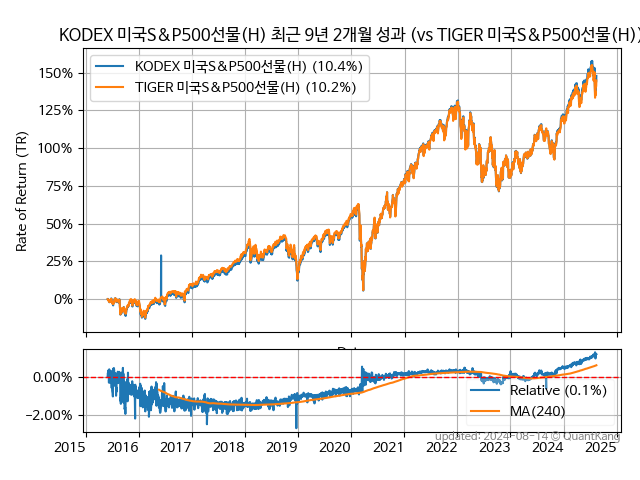 KODEX 미국S&P500선물(H) 최근 9년 2개월 성과 (vs TIGER 미국S&P500선물(H))
KODEX 미국S&P500선물(H) (10.4%)
TIGER 미국S&P500선물(H) (10.2%)
Rate of Return (TR)
150%
125%
100%
75%
50%
25%
0%
0.00%
−2.00%
Relative (0.1%)
MA(240)
updated: 2024-08-14 © QuantKang
2015 2016 2017 2018 2019 2020 2021 2022 2023 2024 2025